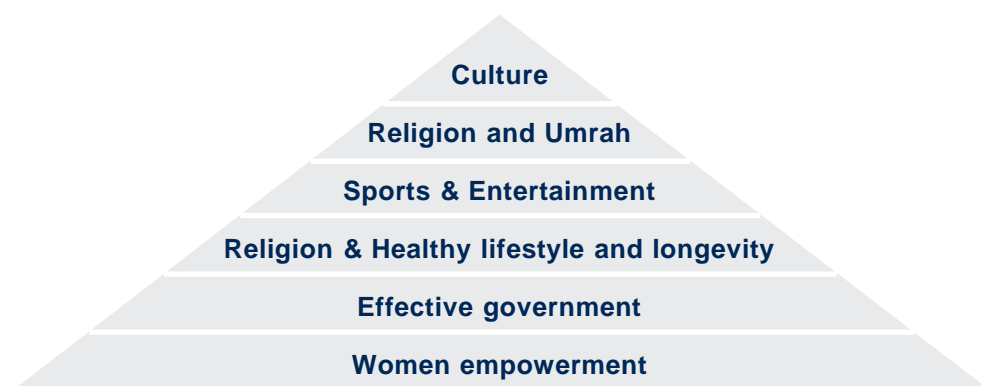 Culture
Religion and Umrah
Sports & Entertainment
Religion & Healthy lifestyle and longevity
Effective government
Women empowerment